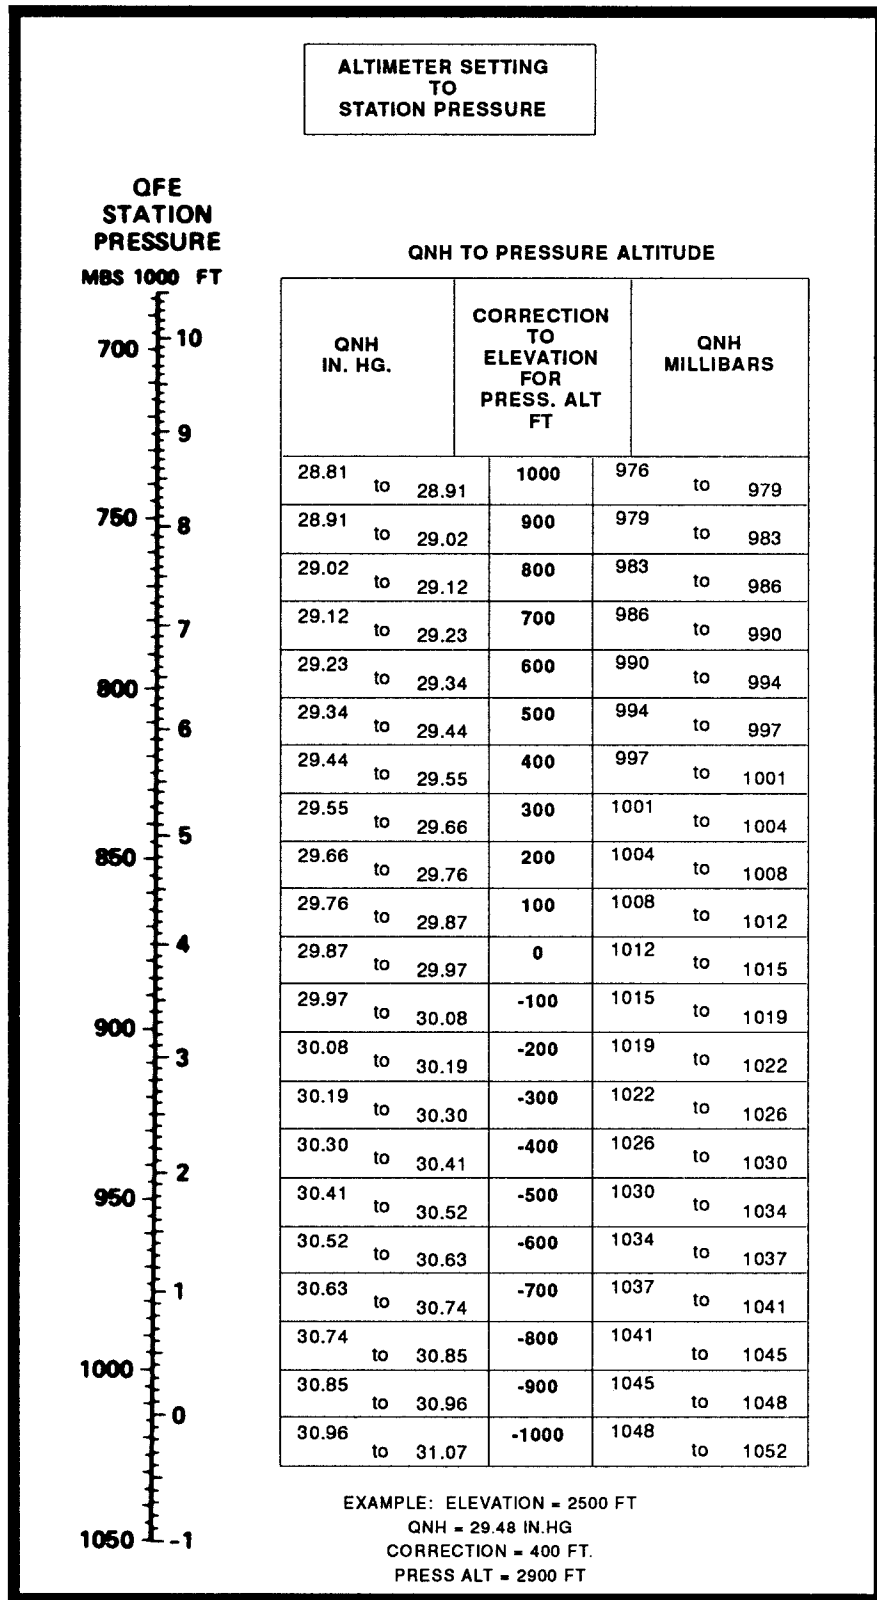 ALTIMETER SETTING
TO
STATION PRESSURE
QFE
STATION
PRESSURE
MBS 1000 FT
700
10
9
750
8
7
800
6
5
850
4
900
3
2
950
1
1000
0
1050
-1
QNH TO PRESSURE ALTITUDE
QNH
IN. HG.
CORRECTION
TO
ELEVATION
FOR
PRESS. ALT
FT
QNH
MILLIBARS
28.81 to 28.91 1000 976 to 979
28.91 to 29.02 900 979 to 983
29.02 to 29.12 800 983 to 986
29.12 to 29.23 700 986 to 990
29.23 to 29.34 600 990 to 994
29.34 to 29.44 500 994 to 997
29.44 to 29.55 400 997 to 1001
29.55 to 29.66 300 1001 to 1004
29.66 to 29.76 200 1004 to 1008
29.76 to 29.87 100 1008 to 1012
29.87 to 29.97 0 1012 to 1015
29.97 to 30.08 -100 1015 to 1019
30.08 to 30.19 -200 1019 to 1022
30.19 to 30.30 -300 1022 to 1026
30.30 to 30.41 -400 1026 to 1030
30.41 to 30.52 -500 1030 to 1034
30.52 to 30.63 -600 1034 to 1037
30.63 to 30.74 -700 1037 to 1041
30.74 to 30.85 -800 1041 to 1045
30.85 to 30.96 -900 1045 to 1048
30.96 to 31.07 -1000 1048 to 1052
EXAMPLE: ELEVATION = 2500 FT
QNH = 29.48 IN.HG
CORRECTION = 400 FT.
PRESS ALT = 2900 FT